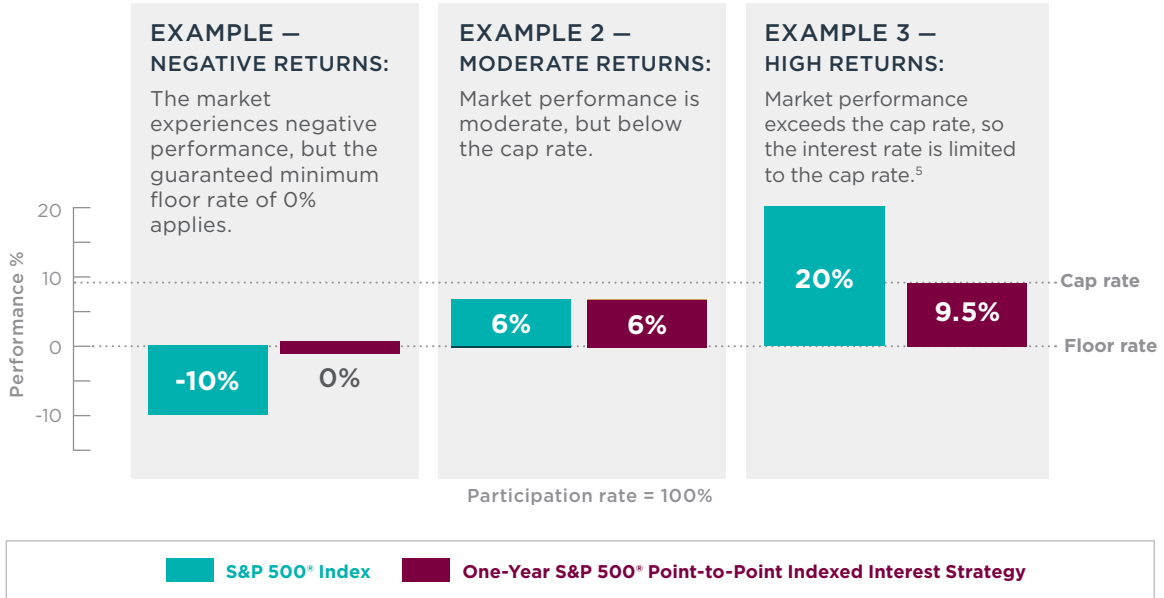 EXAMPLE –
NEGATIVE RETURNS:
The market
experiences negative
performance, but the
guaranteed minimum
floor rate of 0%
applies.
EXAMPLE 2 –
MODERATE RETURNS:
Market performance is
moderate, but below
the cap rate.
EXAMPLE 3 –
HIGH RETURNS:
Market performance
exceeds the cap rate, so
the interest rate is limited
to the cap rate.⁵
Performance %
20
10
0
-10
-10%
0%
6%
6%
20%
9.5%
Cap rate
Floor rate
Participation rate = 100%
S&P 500® Index
One-Year S&P 500® Point-to-Point Indexed Interest Strategy